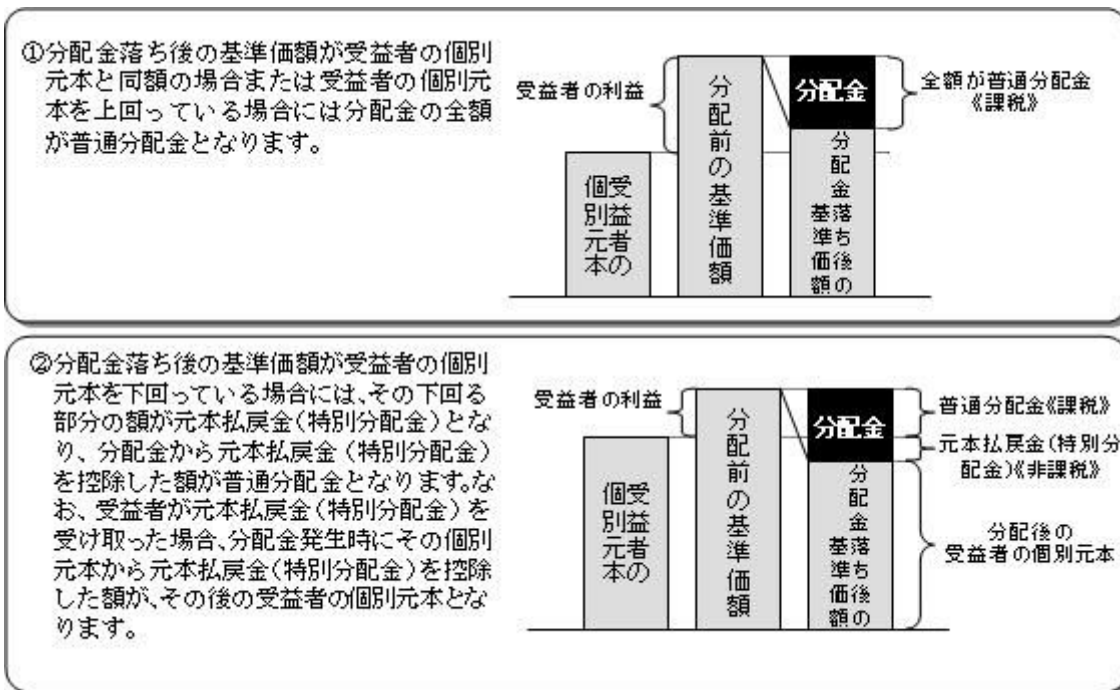 ①分配金落ち後の基準価額が受益者の個別
元本と同額の場合または受益者の個別元
本を上回っている場合には分配金の全額
が普通分配金となります。
受益者の利益
受益者の
個別元本
分配前の基準価額
分配金
分配金落ち後の
基準価額
全額が普通分配金
《課税》
②分配金落ち後の基準価額が受益者の個別
元本を下回っている場合には、その下回る
部分の額が元本払戻金(特別分配金)とな
り、分配金から元本払戻金(特別分配金)
を控除した額が普通分配金となります。な
お、受益者が元本払戻金(特別分配金)を
受け取った場合、分配金発生時にその個別
元本から元本払戻金(特別分配金)を控除
した額が、その後の受益者の個別元本とな
ります。
受益者の利益
受益者の
個別元本
分配前の基準価額
分配金
分配金落ち後の
基準価額
普通分配金《課税》
元本払戻金(特別分
配金)《非課税》
分配後の
受益者の個別元本